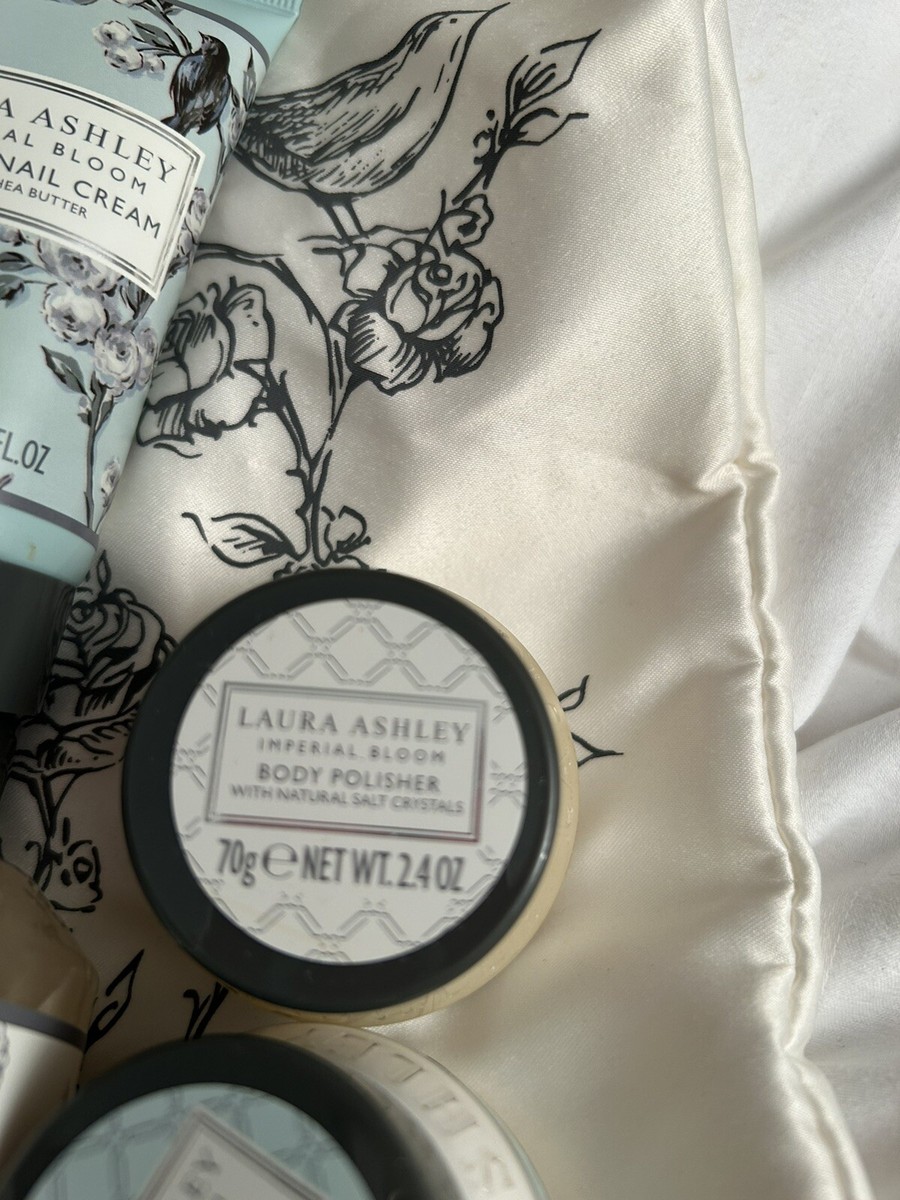 A ASHLEY
AL BLOOM
NAIL CREAM
HEA BUTTER
FL.OZ
LAURA ASHLEY
IMPERIAL BLOOM
BODY POLISHER
WITH NATURAL SALT CRYSTALS
70g ℮ NET WT. 2.4 OZ